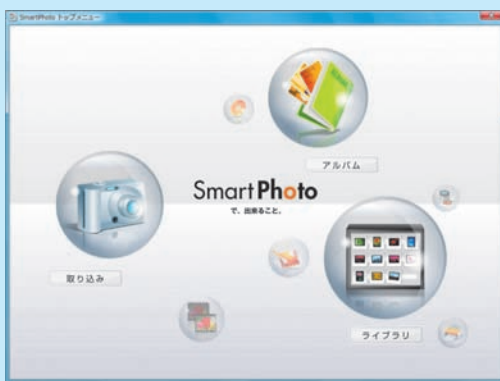 SmartPhoto トップメニュー
アルバム
SmartPhoto
で、出来ること。
取り込み
ライブラリ